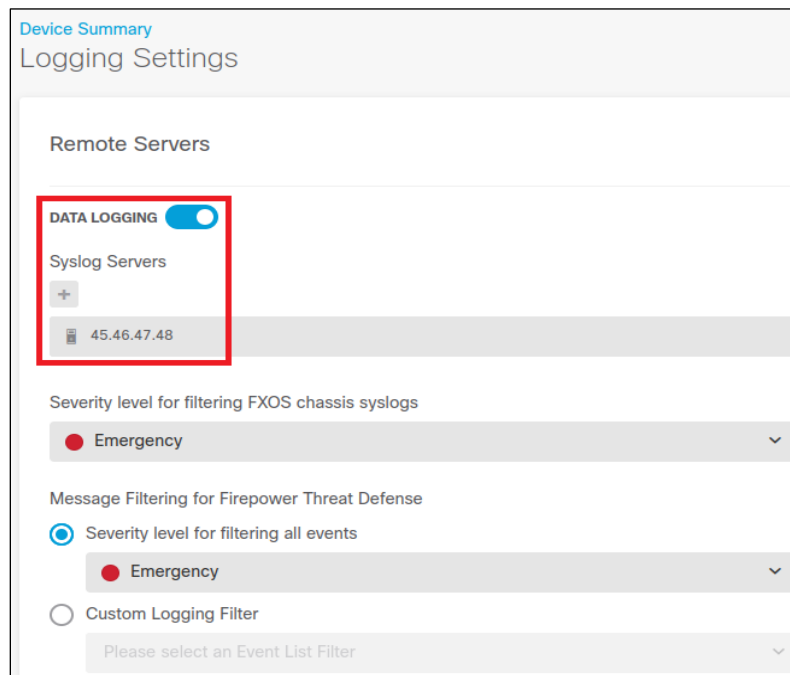 Device Summary
Logging Settings
Remote Servers
DATA LOGGING
Syslog Servers
+
45.46.47.48
Severity level for filtering FXOS chassis syslogs
Emergency
Message Filtering for Firepower Threat Defense
Severity level for filtering all events
Emergency
Custom Logging Filter
Please select an Event List Filter